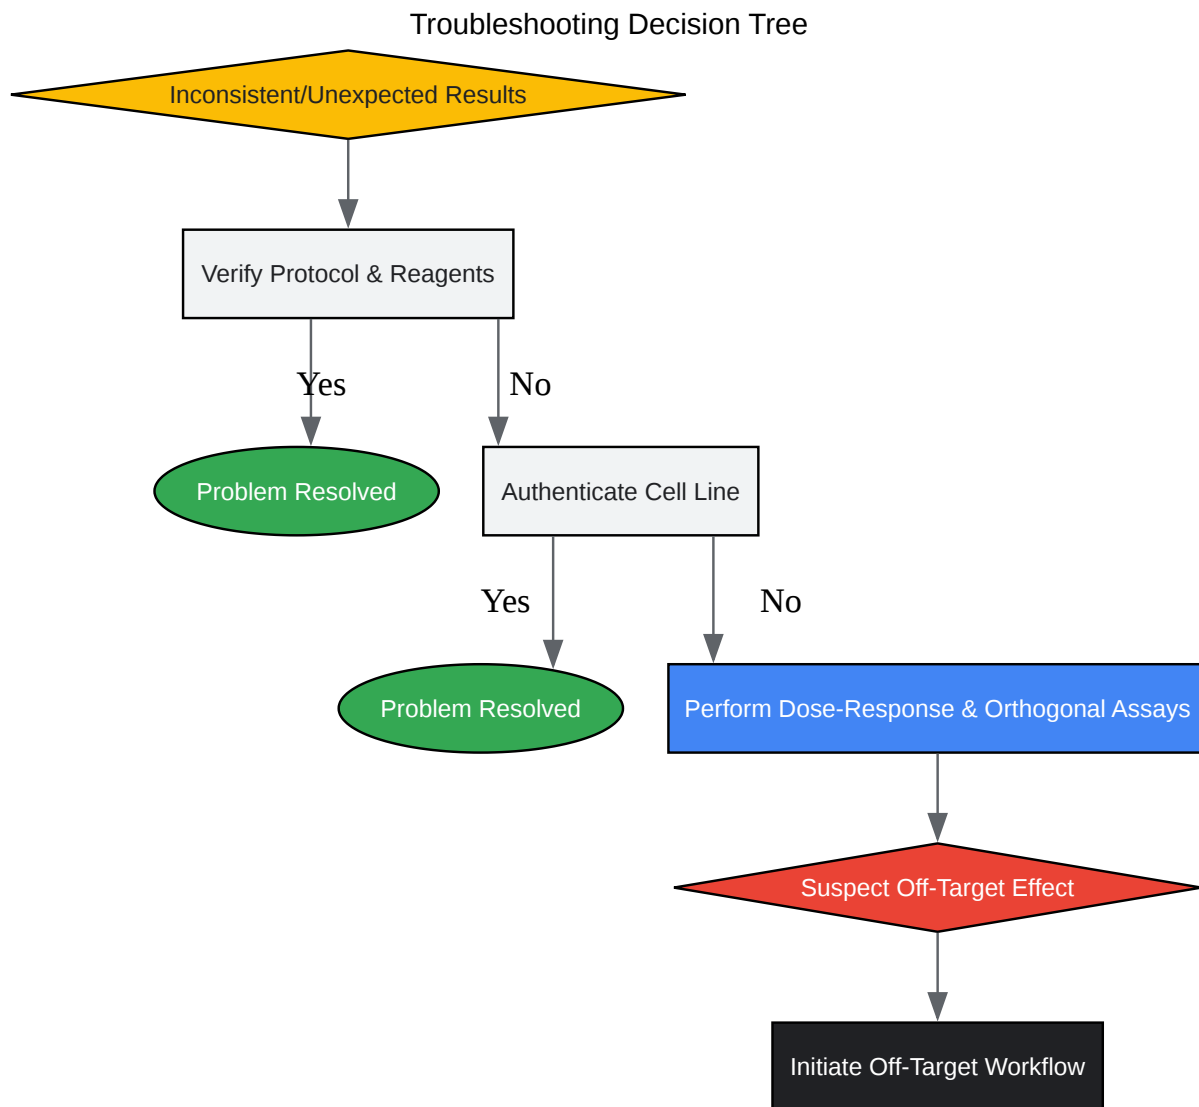 Troubleshooting Decision Tree
Inconsistent/Unexpected Results
Verify Protocol & Reagents
Yes
No
Problem Resolved
Authenticate Cell Line
Yes
No
Problem Resolved
Perform Dose-Response & Orthogonal Assays
Suspect Off-Target Effect
Initiate Off-Target Workflow